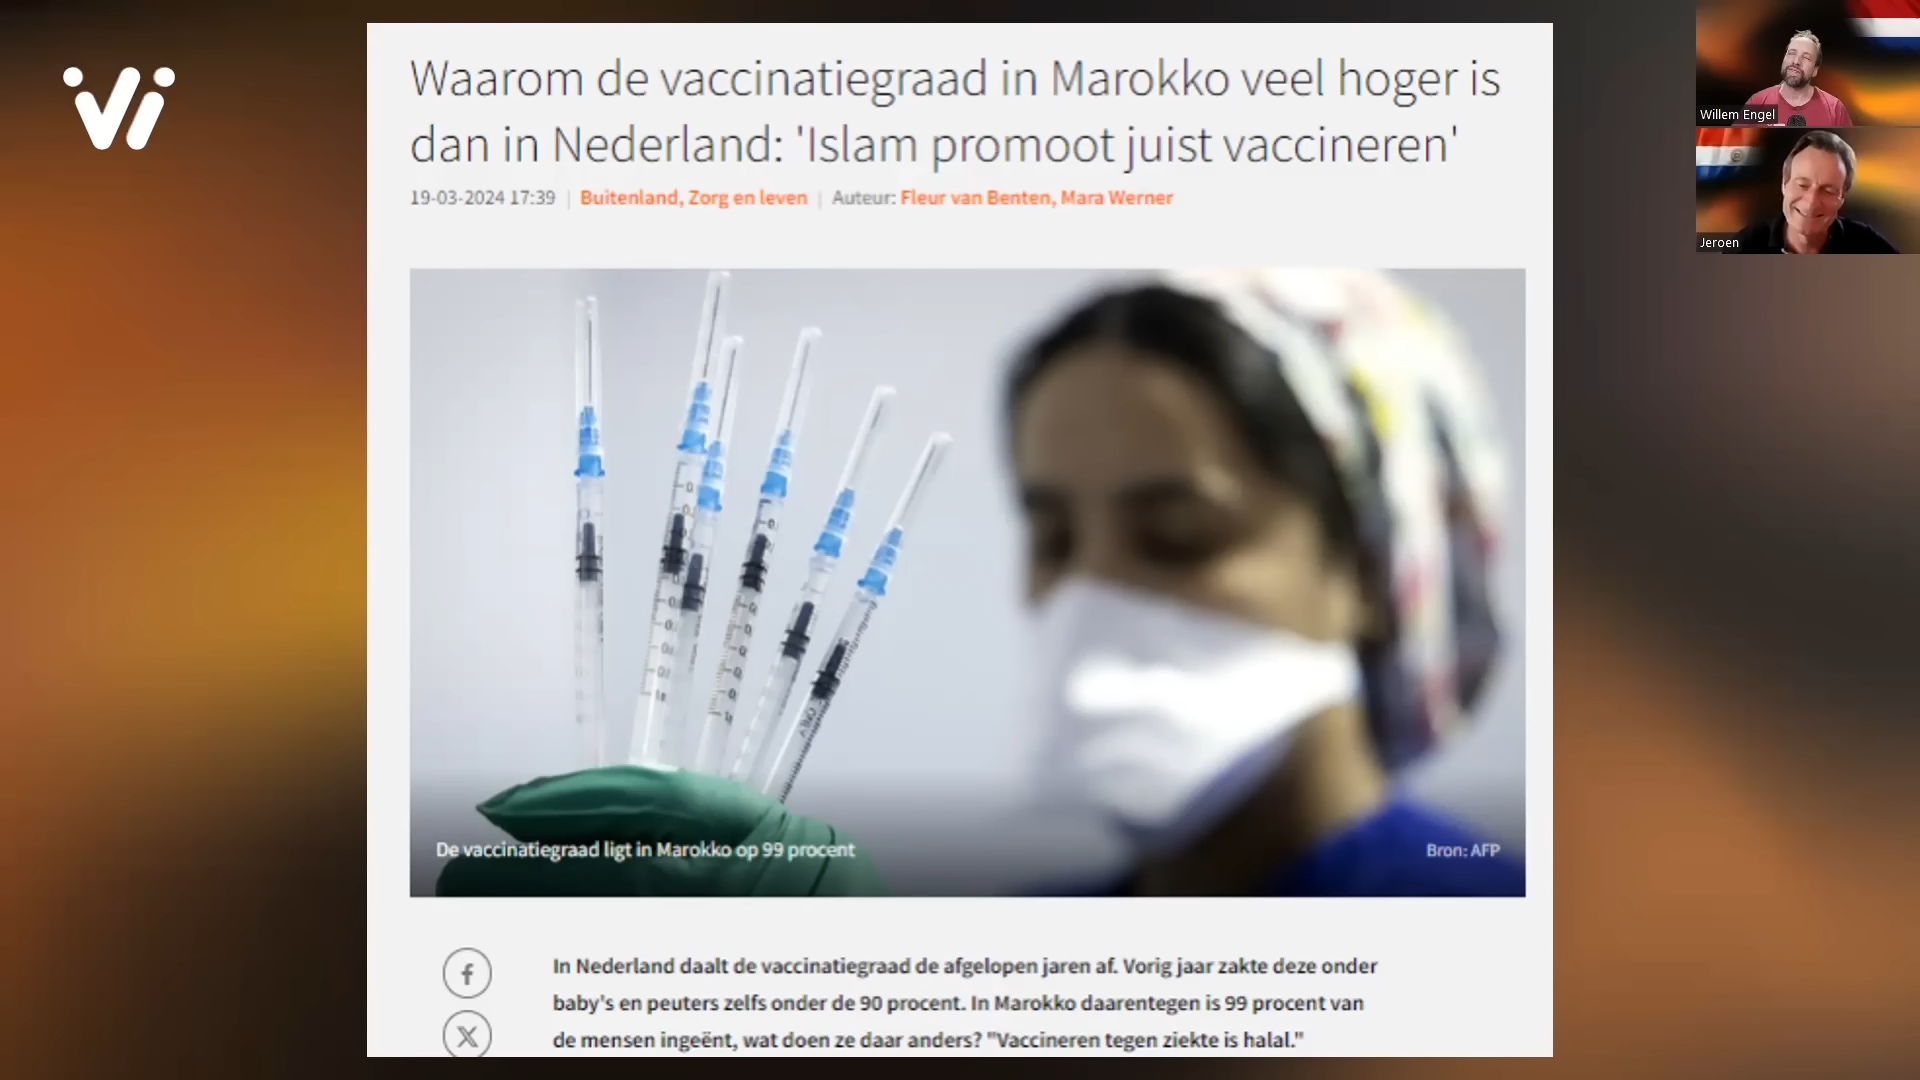 Vi
Waarom de vaccinatiegraad in Marokko veel hoger is
dan in Nederland: 'Islam promoot juist vaccineren'
19-03-2024 17:39 | Buitenland, Zorg en leven | Auteur: Fleur van Benten, Mara Werner
De vaccinatiegraad ligt in Marokko op 99 procent
Bron: AFP
In Nederland daalt de vaccinatiegraad de afgelopen jaren af. Vorig jaar zakte deze onder
baby's en peuters zelfs onder de 90 procent. In Marokko daarentegen is 99 procent van
de mensen ingeënt, wat doen ze daar anders? "Vaccineren tegen ziekte is halal."
Willem Engel
Jeroen